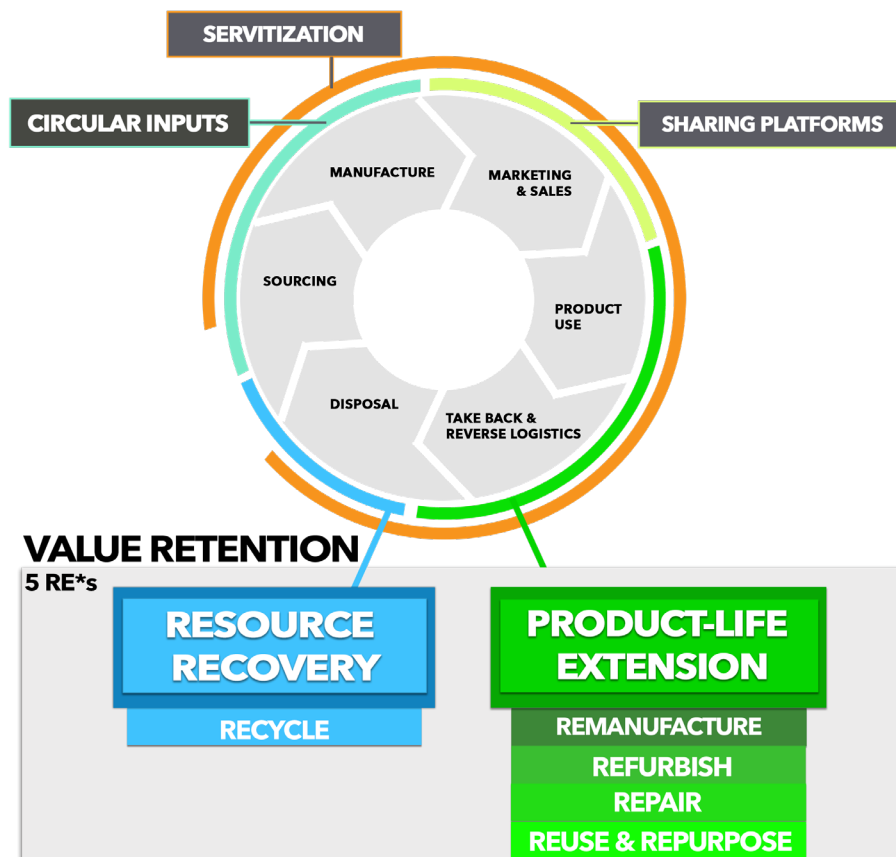 SERVITIZATION
CIRCULAR INPUTS
SHARING PLATFORMS
MANUFACTURE
MARKETING
& SALES
SOURCING
PRODUCT
USE
DISPOSAL
TAKE BACK &
REVERSE LOGISTICS
VALUE RETENTION
5 RE*s
RESOURCE
RECOVERY
RECYCLE
PRODUCT-LIFE
EXTENSION
REMANUFACTURE
REFURBISH
REPAIR
REUSE & REPURPOSE